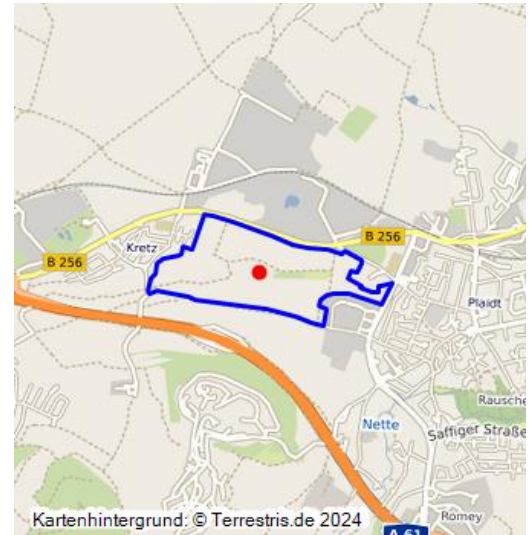 B 256
Kretz
B 256
Plaidt
Rausche
Nette
Saffiger Straße
Kartenhintergrund: © Terrestris.de 2024
Romey
A 61